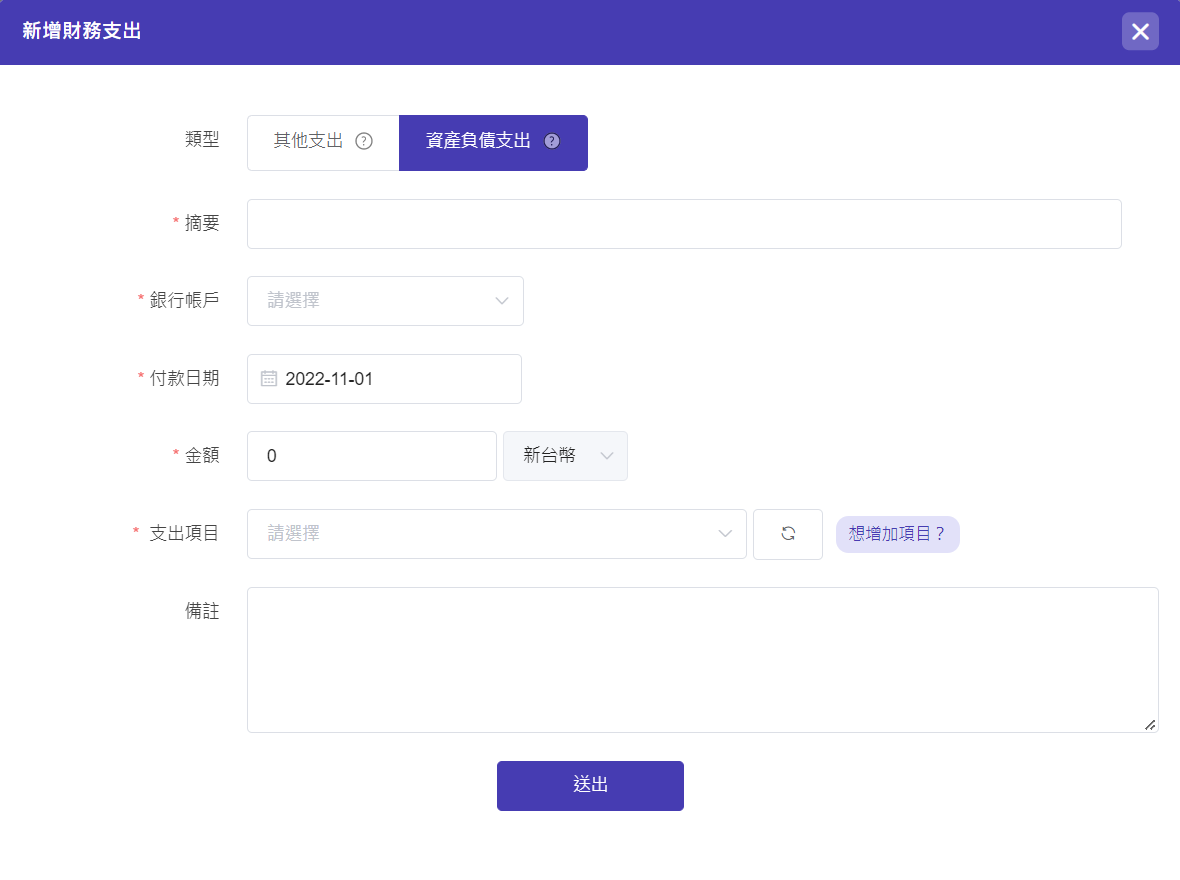 新增財務支出
類型
其他支出 ?
資產負債支出 ?
* 摘要
* 銀行帳戶
請選擇
* 付款日期
2022-11-01
* 金額
0
新台幣
* 支出項目
請選擇
想增加項目？
備註
送出